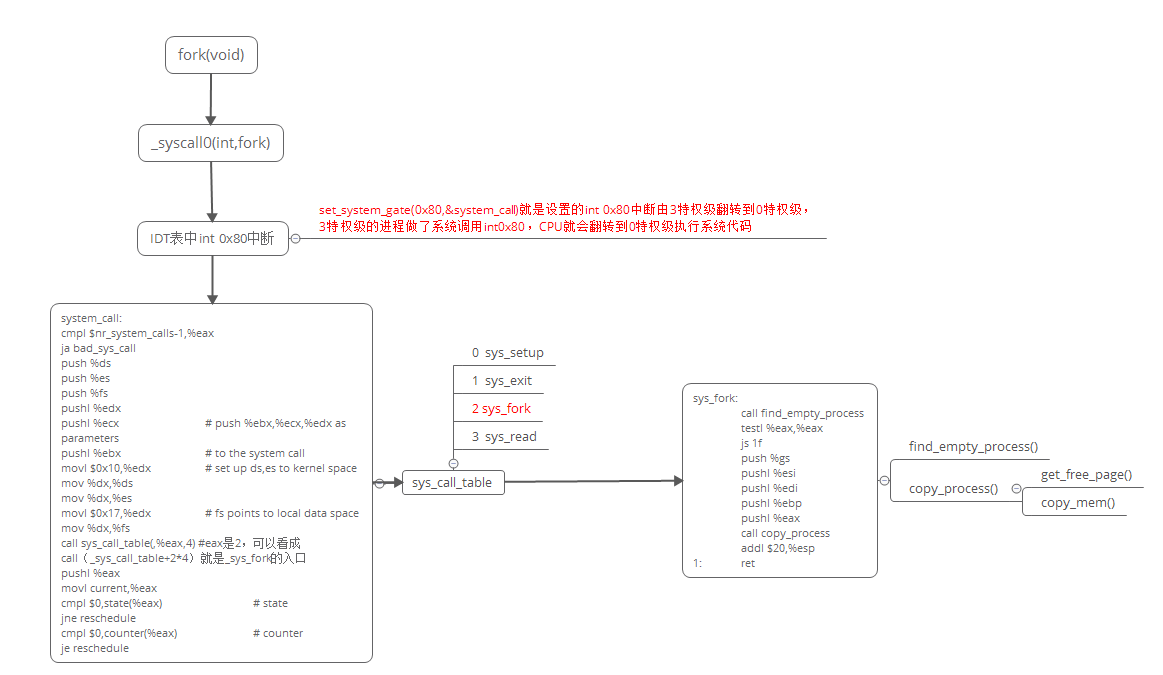 fork(void)
_syscall0(int,fork)
set_system_gate(0x80,&system_call)就是设置的int 0x80中断由3特权级翻转到0特权级，
3特权级的进程做了系统调用int0x80，CPU就会翻转到0特权级执行系统代码
IDT表中int 0x80中断
system_call:
cmpl $nr_system_calls-1,%eax
ja bad_sys_call
push %ds
push %es
push %fs
pushl %edx
pushl %ecx # push %ebx,%ecx,%edx as
parameters
pushl %ebx # to the system call
movl $0x10,%edx # set up ds,es to kernel space
mov %dx,%ds
mov %dx,%es
movl $0x17,%edx # fs points to local data space
mov %dx,%fs
call sys_call_table(,%eax,4) #eax是2，可以看成
call（_sys_call_table+2*4）就是_sys_fork的入口
pushl %eax
movl current,%eax
cmpl $0,state(%eax) # state
jne reschedule
cmpl $0,counter(%eax) # counter
je reschedule
0 sys_setup
1 sys_exit
2 sys_fork
3 sys_read
sys_call_table
sys_fork:
call find_empty_process
testl %eax,%eax
js 1f
push %gs
pushl %esi
pushl %edi
pushl %ebp
pushl %eax
call copy_process
addl $20,%esp
1: ret
find_empty_process()
copy_process()
get_free_page()
copy_mem()